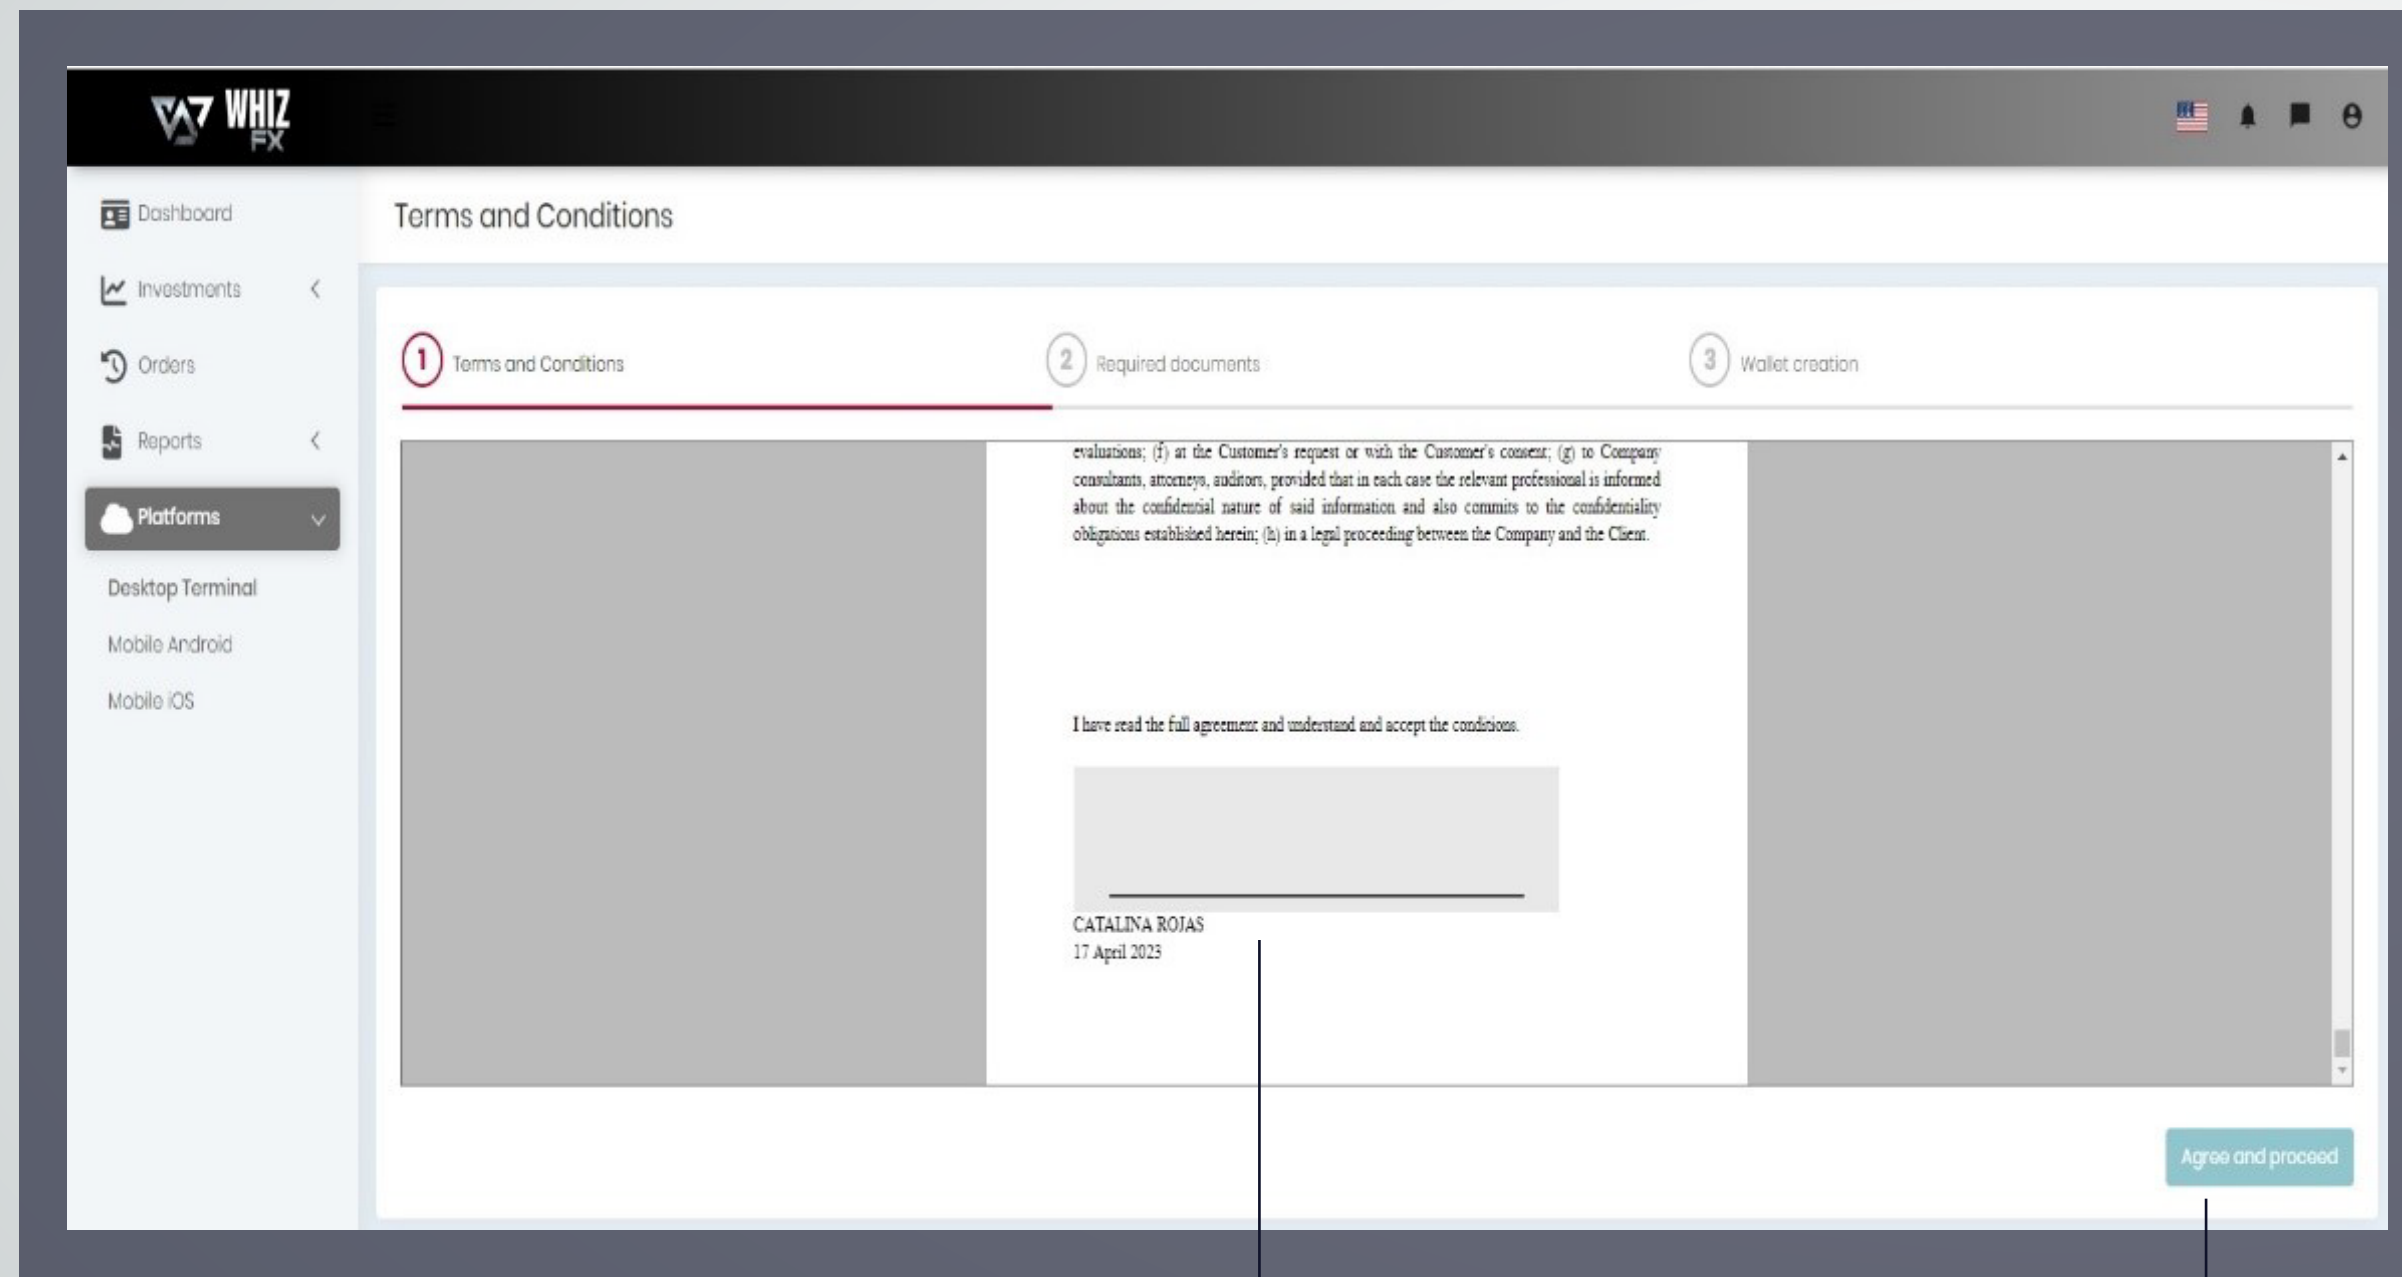 WHIZ
FX
Dashboard
Investments
Orders
Reports
Platforms
Desktop Terminal
Mobile Android
Mobile iOS
Terms and Conditions
1 Terms and Conditions
2 Required documents
3 Wallet creation
evaluations; (f) at the Customer's request or with the Customer's consent; (g) to Company
consultants, attorneys, auditors, provided that in each case the relevant professional is informed
about the confidential nature of said information and also commits to the confidentiality
obligations established herein; (h) in a legal proceeding between the Company and the Client.
I have read the full agreement and understand and accept the conditions.
CATALINA ROJAS
17 April 2023
Agree and proceed